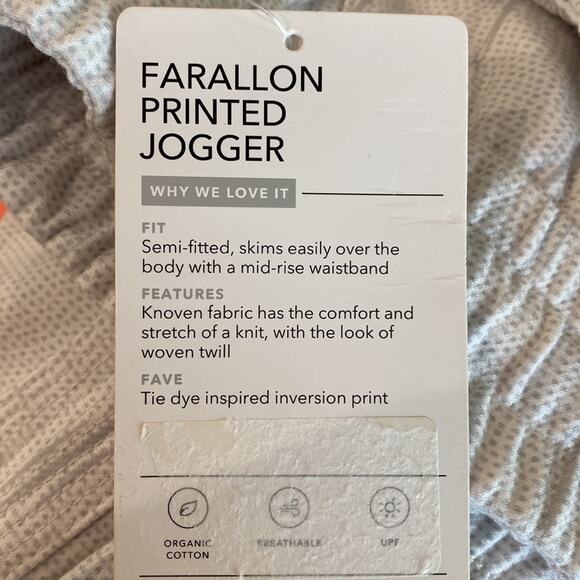 FARALLON
PRINTED
JOGGER
WHY WE LOVE IT
FIT
Semi-fitted, skims easily over the
body with a mid-rise waistband
FEATURES
Knoven fabric has the comfort and
stretch of a knit, with the look of
woven twill
FAVE
Tie dye inspired inversion print
ORGANIC
COTTON
BREATHABLE
UPF